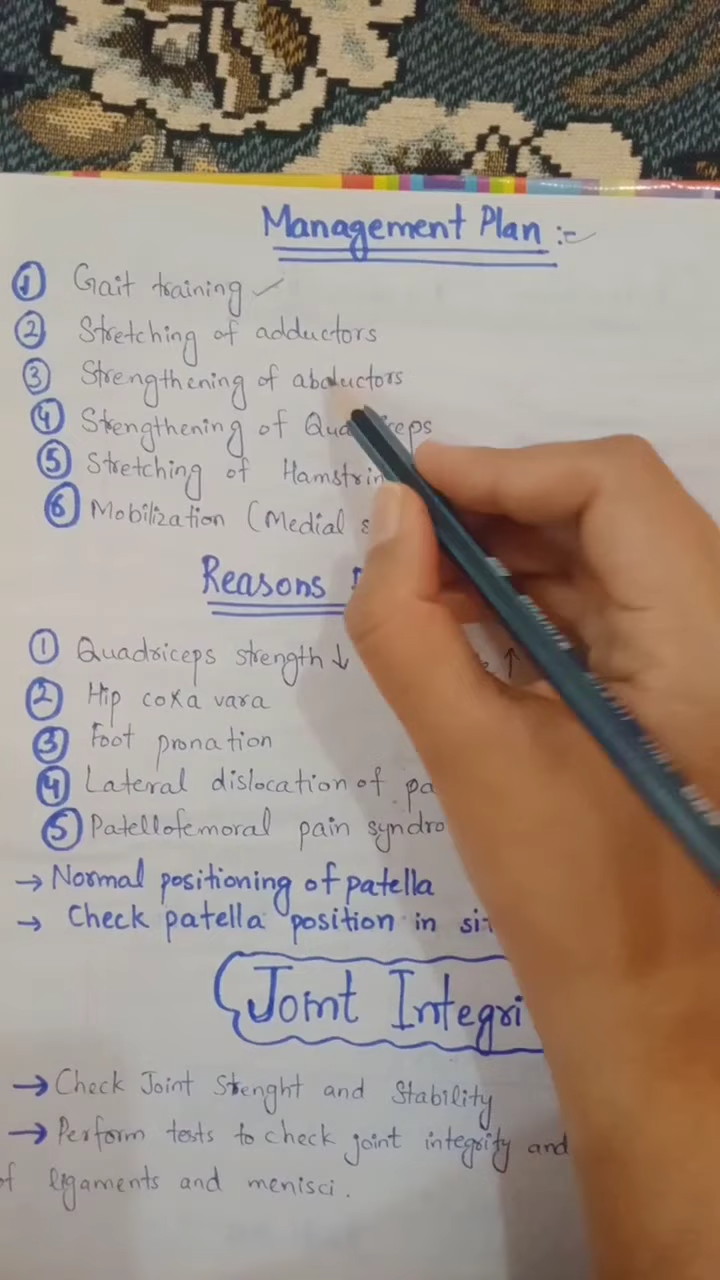 Management Plan :-
① Gait training ✓
② Stretching of adductors
③ Strengthening of abductors
④ Strengthening of Quadriceps
⑤ Stretching of Hamstrin
⑥ Mobilization (Medial
Reasons
① Quadriceps strength ↓ ↑
② Hip coxa vara
③ Foot pronation
④ Lateral dislocation of pa
⑤ Patellofemoral pain syndro
→ Normal positioning of patella
→ Check patella position in sit
Joint Integri
→ Check Joint Strenght and Stability
→ Perform tests to check joint integrity and
of ligaments and menisci.